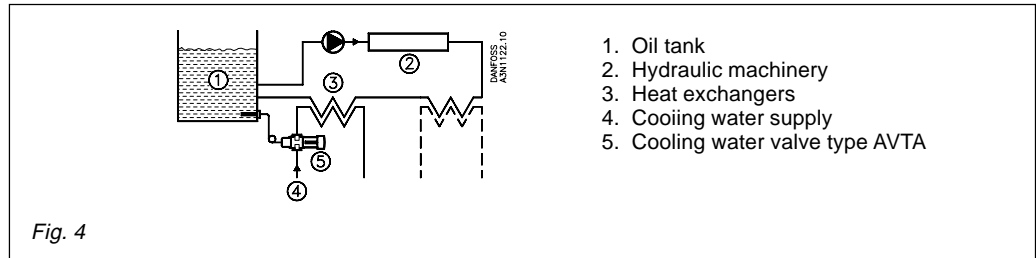 1
2
3
4
5
DANFOSS
A3N1122.10
1. Oil tank
2. Hydraulic machinery
3. Heat exchangers
4. Cooiing water supply
5. Cooling water valve type AVTA
Fig. 4